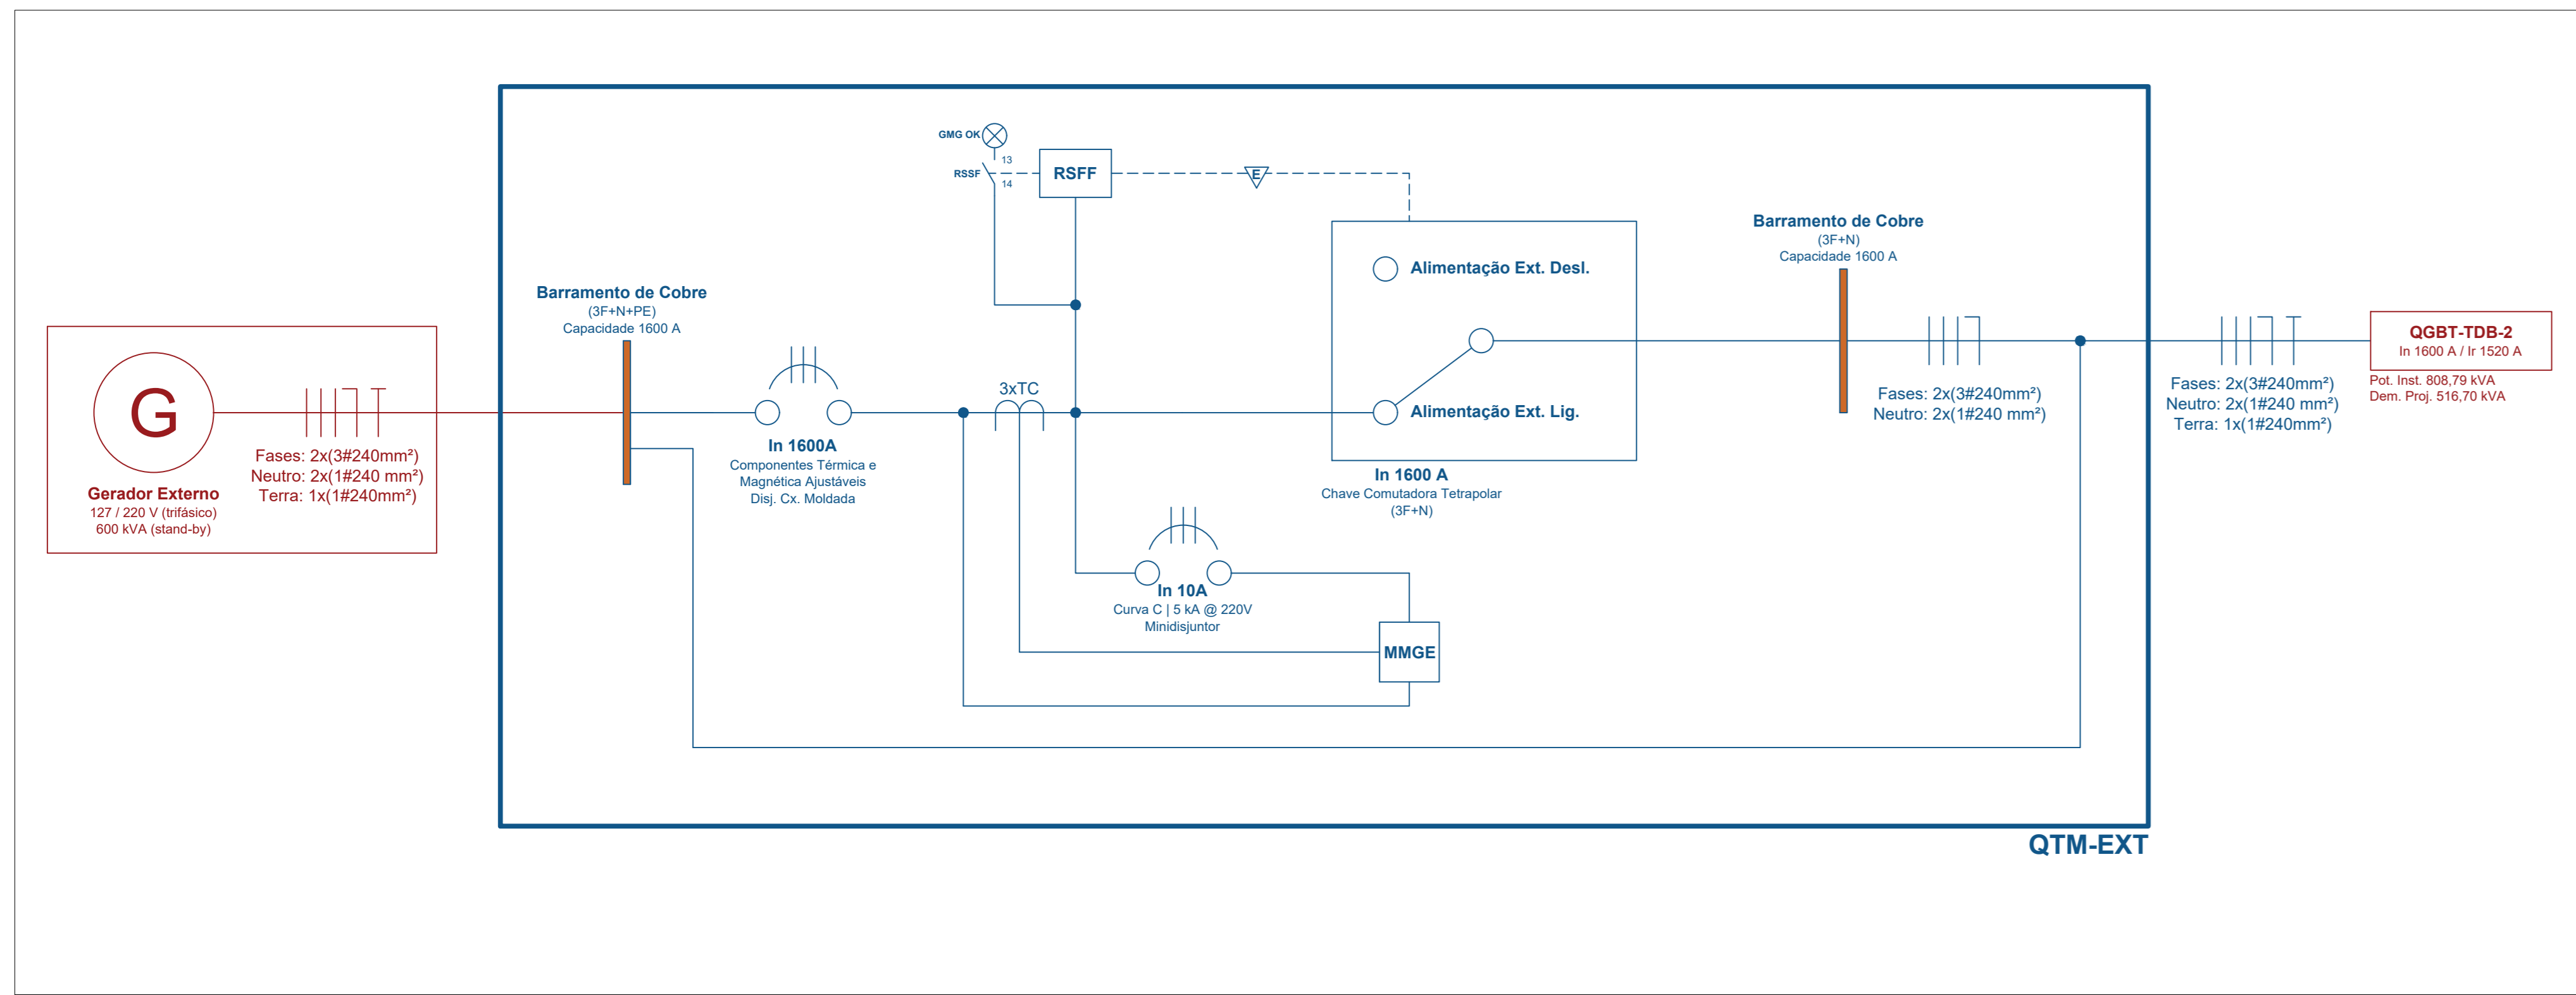 GMG OK
13
RSSF
14
RSFF
E
Barramento de Cobre
(3F+N+PE)
Capacidade 1600 A
Alimentação Ext. Desl.
Alimentação Ext. Lig.
In 1600 A
Chave Comutadora Tetrapolar
(3F+N)
Barramento de Cobre
(3F+N)
Capacidade 1600 A
G
Gerador Externo
127 / 220 V (trifásico)
600 kVA (stand-by)
Fases: 2x(3#240mm²)
Neutro: 2x(1#240 mm²)
Terra: 1x(1#240mm²)
In 1600A
Componentes Térmica e
Magnética Ajustáveis
Disj. Cx. Moldada
3xTC
In 10A
Curva C | 5 kA @ 220V
Minidisjuntor
MMGE
Fases: 2x(3#240mm²)
Neutro: 2x(1#240 mm²)
Fases: 2x(3#240mm²)
Neutro: 2x(1#240 mm²)
Terra: 1x(1#240mm²)
QGBT-TDB-2
In 1600 A / Ir 1520 A
Pot. Inst. 808,79 kVA
Dem. Proj. 516,70 kVA
QTM-EXT